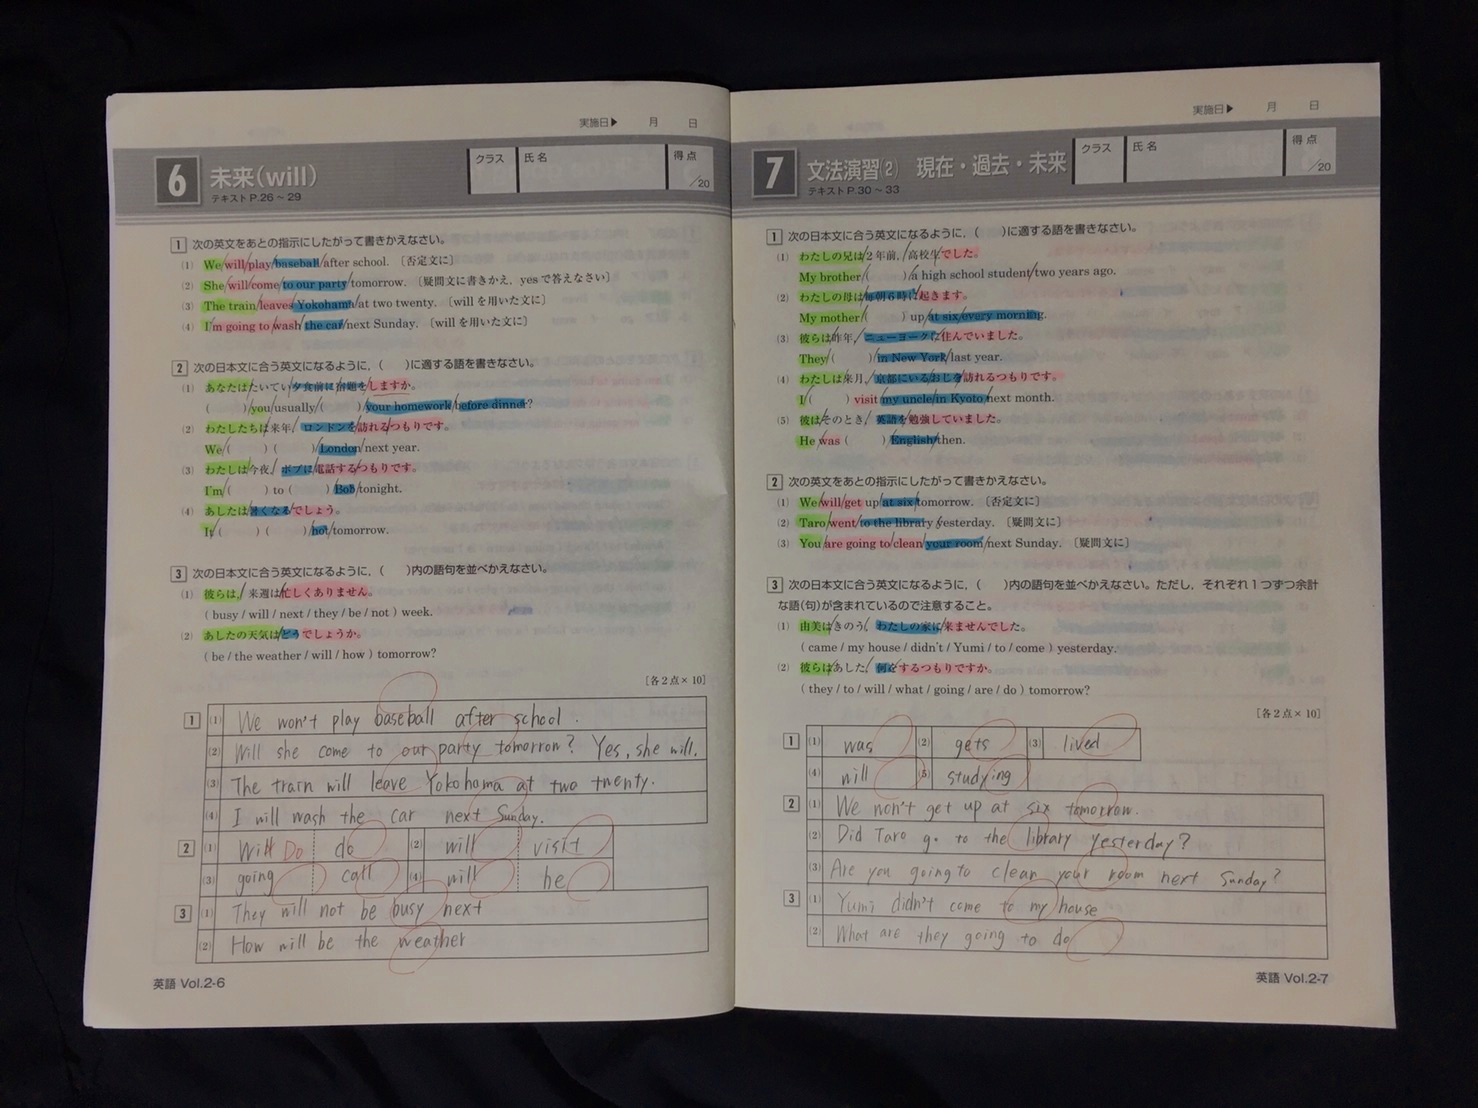 実施日▶ 月 日
6 未来(will)
テキストP.26～29
クラス 氏名 得点 /20
1 次の英文をあとの指示にしたがって書きかえなさい。
(1) We/will/play/baseball/after school. 〔否定文に〕
(2) She/will/come/to our party/tomorrow. 〔疑問文に書きかえ，yesで答えなさい〕
(3) The train/leaves/Yokohama/at two twenty. 〔willを用いた文に〕
(4) I'm going to/wash/the car/next Sunday. 〔willを用いた文に〕
2 次の日本文に合う英文になるように，( )に適する語を書きなさい。
(1) あなたは/たいてい/夕食前に/宿題を/しますか。
( )/you/usually/( )/your homework/before dinner?
(2) わたしたちは/来年，/ロンドンを/訪れる/つもりです。
We/( ) ( )/London/next year.
(3) わたしは/今夜，/ボブに/電話する/つもりです。
I'm/( ) to ( )/Bob/tonight.
(4) あしたは/暑くなる/でしょう。
It/( ) ( )/hot/tomorrow.
3 次の日本文に合う英文になるように，( )内の語句を並べかえなさい。
(1) 彼らは，/来週は/忙しくありません。
( busy / will / next / they / be / not ) week.
(2) あしたの天気は/どう/でしょうか。
( be / the weather / will / how ) tomorrow?
[各2点×10]
1 (1) We won't play baseball after school.
(2) Will she come to our party tomorrow? Yes, she will.
(3) The train will leave Yokohama at two twenty.
(4) I will wash the car next Sunday.
2 (1) Will Do do (2) will visit
(3) going call (4) will be
3 (1) They will not be busy next
(2) How will be the weather
英語 Vol.2-6
実施日▶ 月 日
7 文法演習(2) 現在・過去・未来
テキストP.30～33
クラス 氏名 得点 /20
1 次の日本文に合う英文になるように，( )に適する語を書きなさい。
(1) わたしの兄は/2年前，/高校生/でした。
My brother/( )/a high school student/two years ago.
(2) わたしの母は/毎朝6時に/起きます。
My mother/( ) up/at six/every morning.
(3) 彼らは/昨年，/ニューヨークに/住んでいました。
They/( )/in New York/last year.
(4) わたしは/来月，/京都にいるおじを/訪れるつもりです。
I/( ) visit my uncle/in Kyoto/next month.
(5) 彼は/そのとき，/英語を/勉強していました。
He was ( )/English/then.
2 次の英文をあとの指示にしたがって書きかえなさい。
(1) We/will/get up/at six/tomorrow. 〔否定文に〕
(2) Taro/went/to the library/yesterday. 〔疑問文に〕
(3) You/are going to/clean/your room/next Sunday. 〔疑問文に〕
3 次の日本文に合う英文になるように，( )内の語句を並べかえなさい。ただし，それぞれ1つずつ余計
な語(句)が含まれているので注意すること。
(1) 由美は/きのう，/わたしの家に/来ませんでした。
( came / my house / didn't / Yumi / to / come ) yesterday.
(2) 彼らは/あした，/何を/するつもりですか。
( they / to / will / what / going / are / do ) tomorrow?
[各2点×10]
1 (1) was (2) gets (3) lived
(4) will (5) studying
2 (1) We won't get up at six tomorrow.
(2) Did Taro go to the library yesterday?
(3) Are you going to clean your room next Sunday?
3 (1) Yumi didn't come to my house
(2) What are they going to do
英語 Vol.2-7